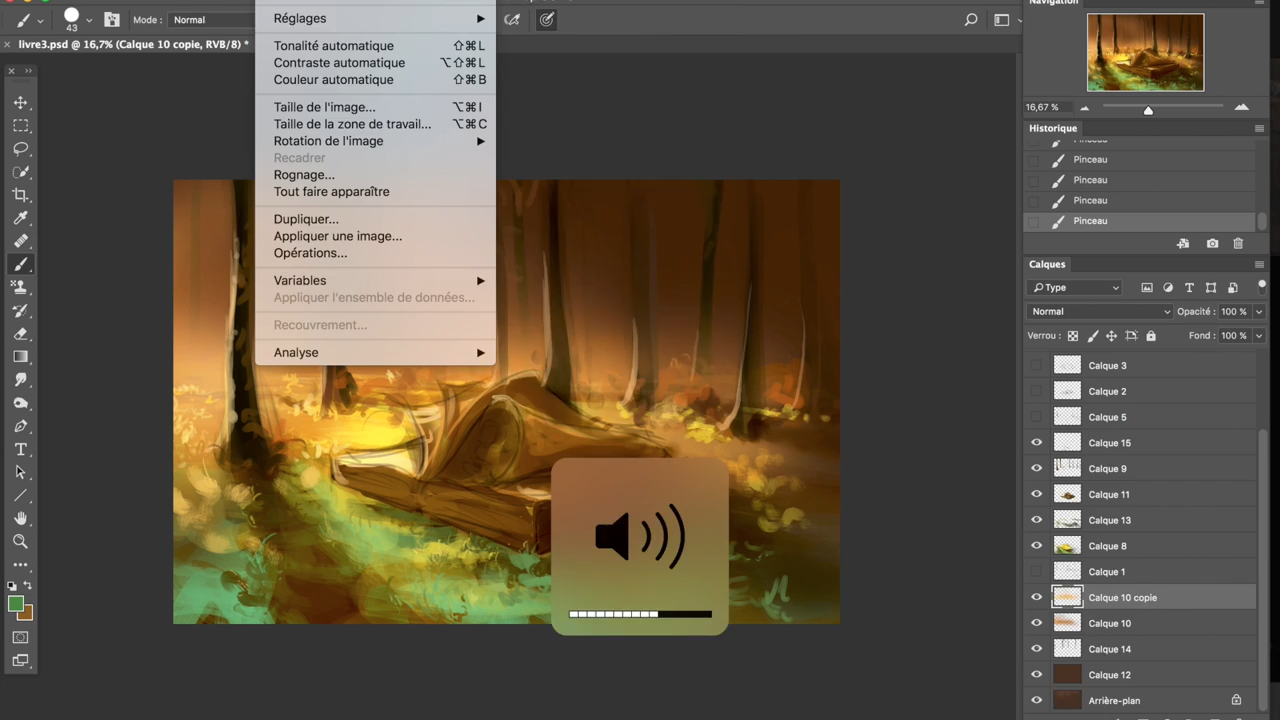 43
Mode :
Normal
livre3.psd @ 16,7% (Calque 10 copie, RVB/8) *
Réglages
Tonalité automatique ⇧⌘L
Contraste automatique ⌥⇧⌘L
Couleur automatique ⇧⌘B
Taille de l'image... ⌥⌘I
Taille de la zone de travail... ⌥⌘C
Rotation de l'image
Recadrer
Rognage...
Tout faire apparaître
Dupliquer...
Appliquer une image...
Opérations...
Variables
Appliquer l'ensemble de données...
Recouvrement...
Analyse
Navigation
16,67 %
Historique
Pinceau
Pinceau
Pinceau
Pinceau
Pinceau
Calques
Type
Normal
Opacité : 100 %
Verrou :
Fond : 100 %
Calque 3
Calque 2
Calque 5
Calque 15
Calque 9
Calque 11
Calque 13
Calque 8
Calque 1
Calque 10 copie
Calque 10
Calque 14
Calque 12
Arrière-plan